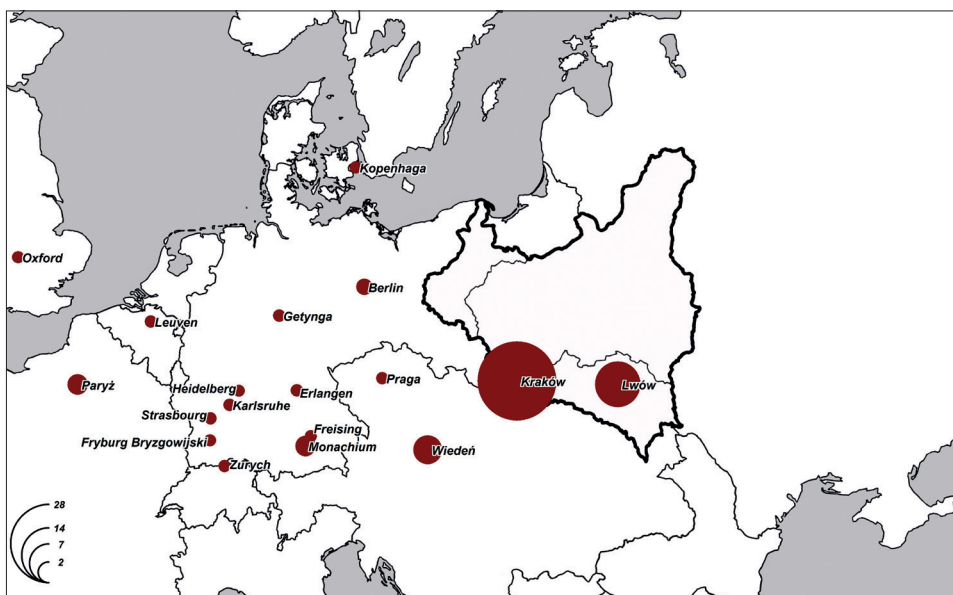 Kopenhaga
Oxford
Berlin
Getynga
Leuven
Paryż
Praga
Kraków
Lwów
Heidelberg
Erlangen
Karlsruhe
Strasbourg
Freising
Fryburg Bryzgowijski
Monachium
Wiedeń
Zurych
28
14
7
2